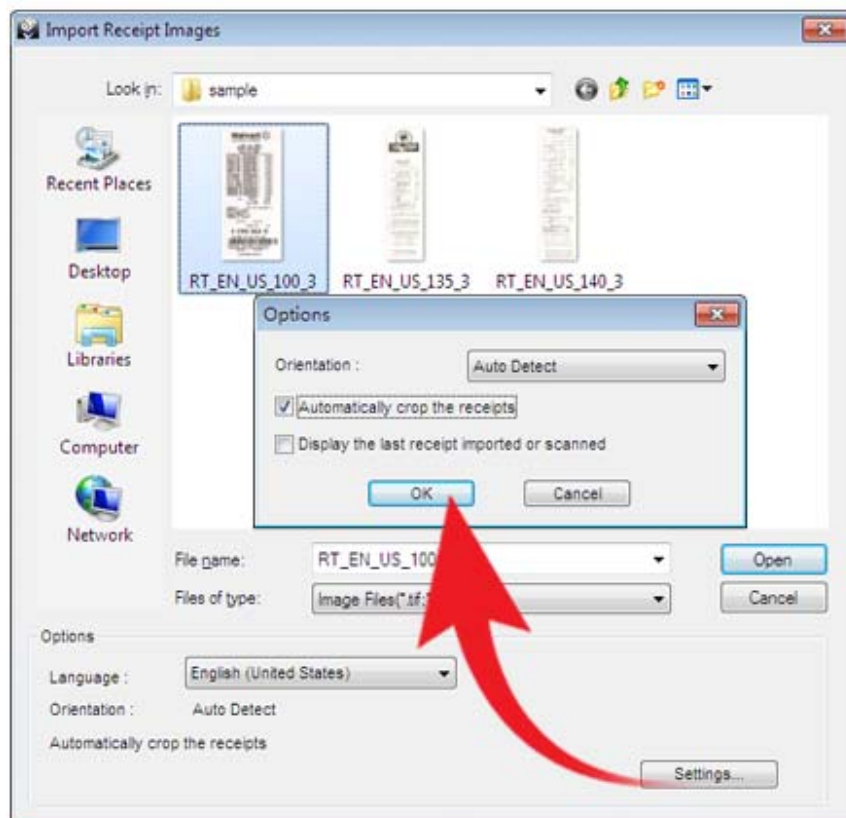 Import Receipt Images
Look in: sample
Recent Places
Desktop
Libraries
Computer
Network
Walmart
RT_EN_US_100_3 RT_EN_US_135_3 RT_EN_US_140_3
Options
Orientation : Auto Detect
Automatically crop the receipts
Display the last receipt imported or scanned
OK Cancel
File name: RT_EN_US_100 Open
Files of type: Image Files(*.tif; Cancel
Options
Language : English (United States)
Orientation : Auto Detect
Automatically crop the receipts
Settings...